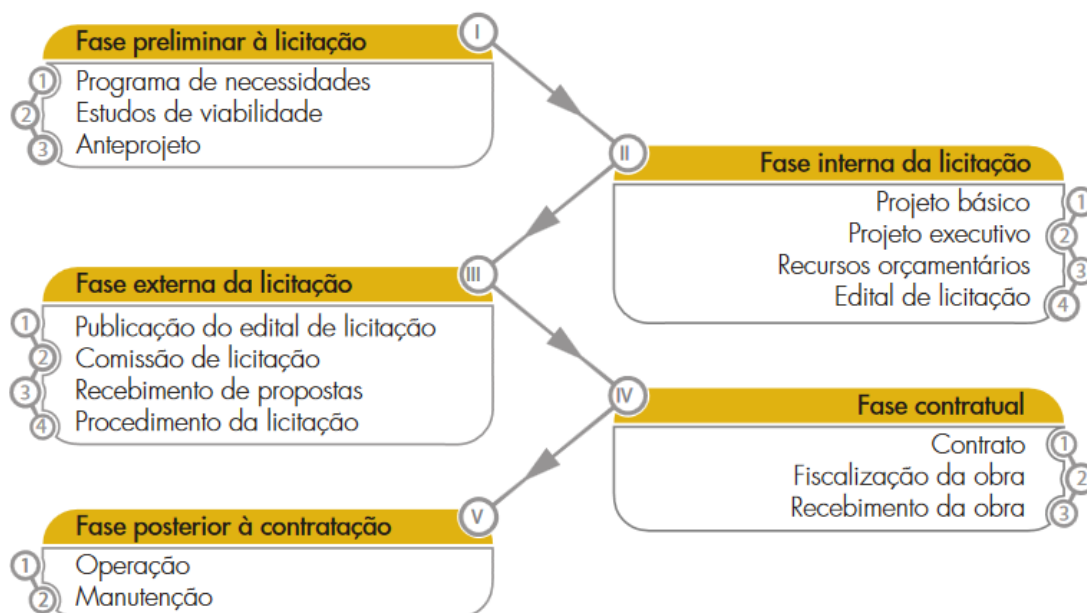 I
Fase preliminar à licitação
1 Programa de necessidades
2 Estudos de viabilidade
3 Anteprojeto
II
Fase interna da licitação
Projeto básico 1
Projeto executivo 2
Recursos orçamentários 3
Edital de licitação 4
III
Fase externa da licitação
1 Publicação do edital de licitação
2 Comissão de licitação
3 Recebimento de propostas
4 Procedimento da licitação
IV
Fase contratual
Contrato 1
Fiscalização da obra 2
Recebimento da obra 3
V
Fase posterior à contratação
1 Operação
2 Manutenção